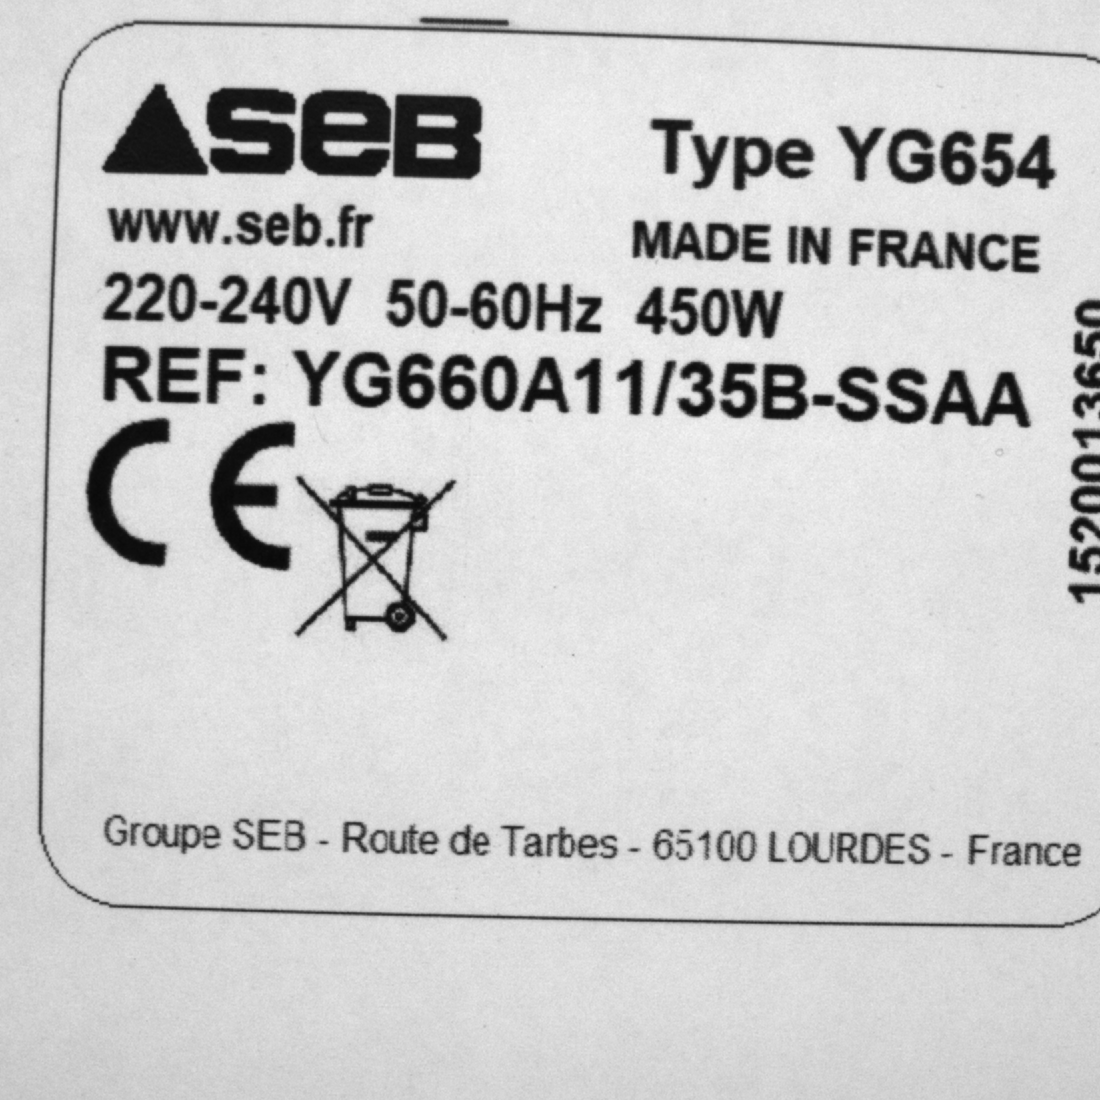 SEB
Type YG654
www.seb.fr
MADE IN FRANCE
220-240V 50-60Hz 450W
REF: YG660A11/35B-SSAA
CE
1520013650
Groupe SEB - Route de Tarbes - 65100 LOURDES - France